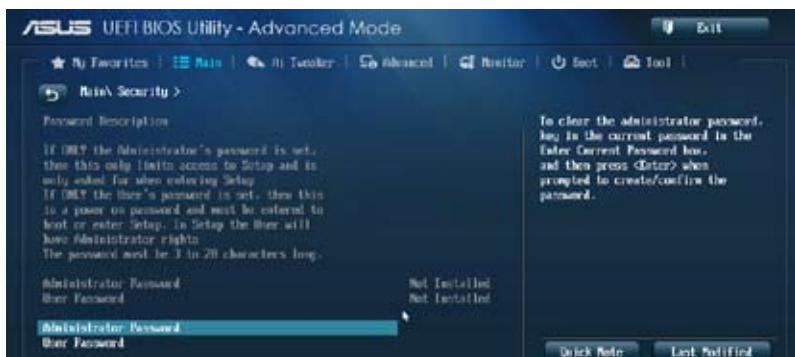 ASUS UEFI BIOS Utility - Advanced Mode
Exit
My Favorites | Main | Ai Tweaker | Advanced | Monitor | Boot | Tool
Main\ Security >
Password Description
If ONLY the Administrator's password is set,
then this only limits access to Setup and is
only asked for when entering Setup
If ONLY the User's password is set, then this
is a power on password and must be entered to
boot or enter Setup. In Setup the User will
have Administrator rights
The password must be 3 to 20 characters long.
Administrator Password Not Installed
User Password Not Installed
Administrator Password
User Password
To clear the administrator password,
key in the current password in the
Enter Current Password box,
and then press <Enter> when
prompted to create/confirm the
password.
Quick Note
Last Modified